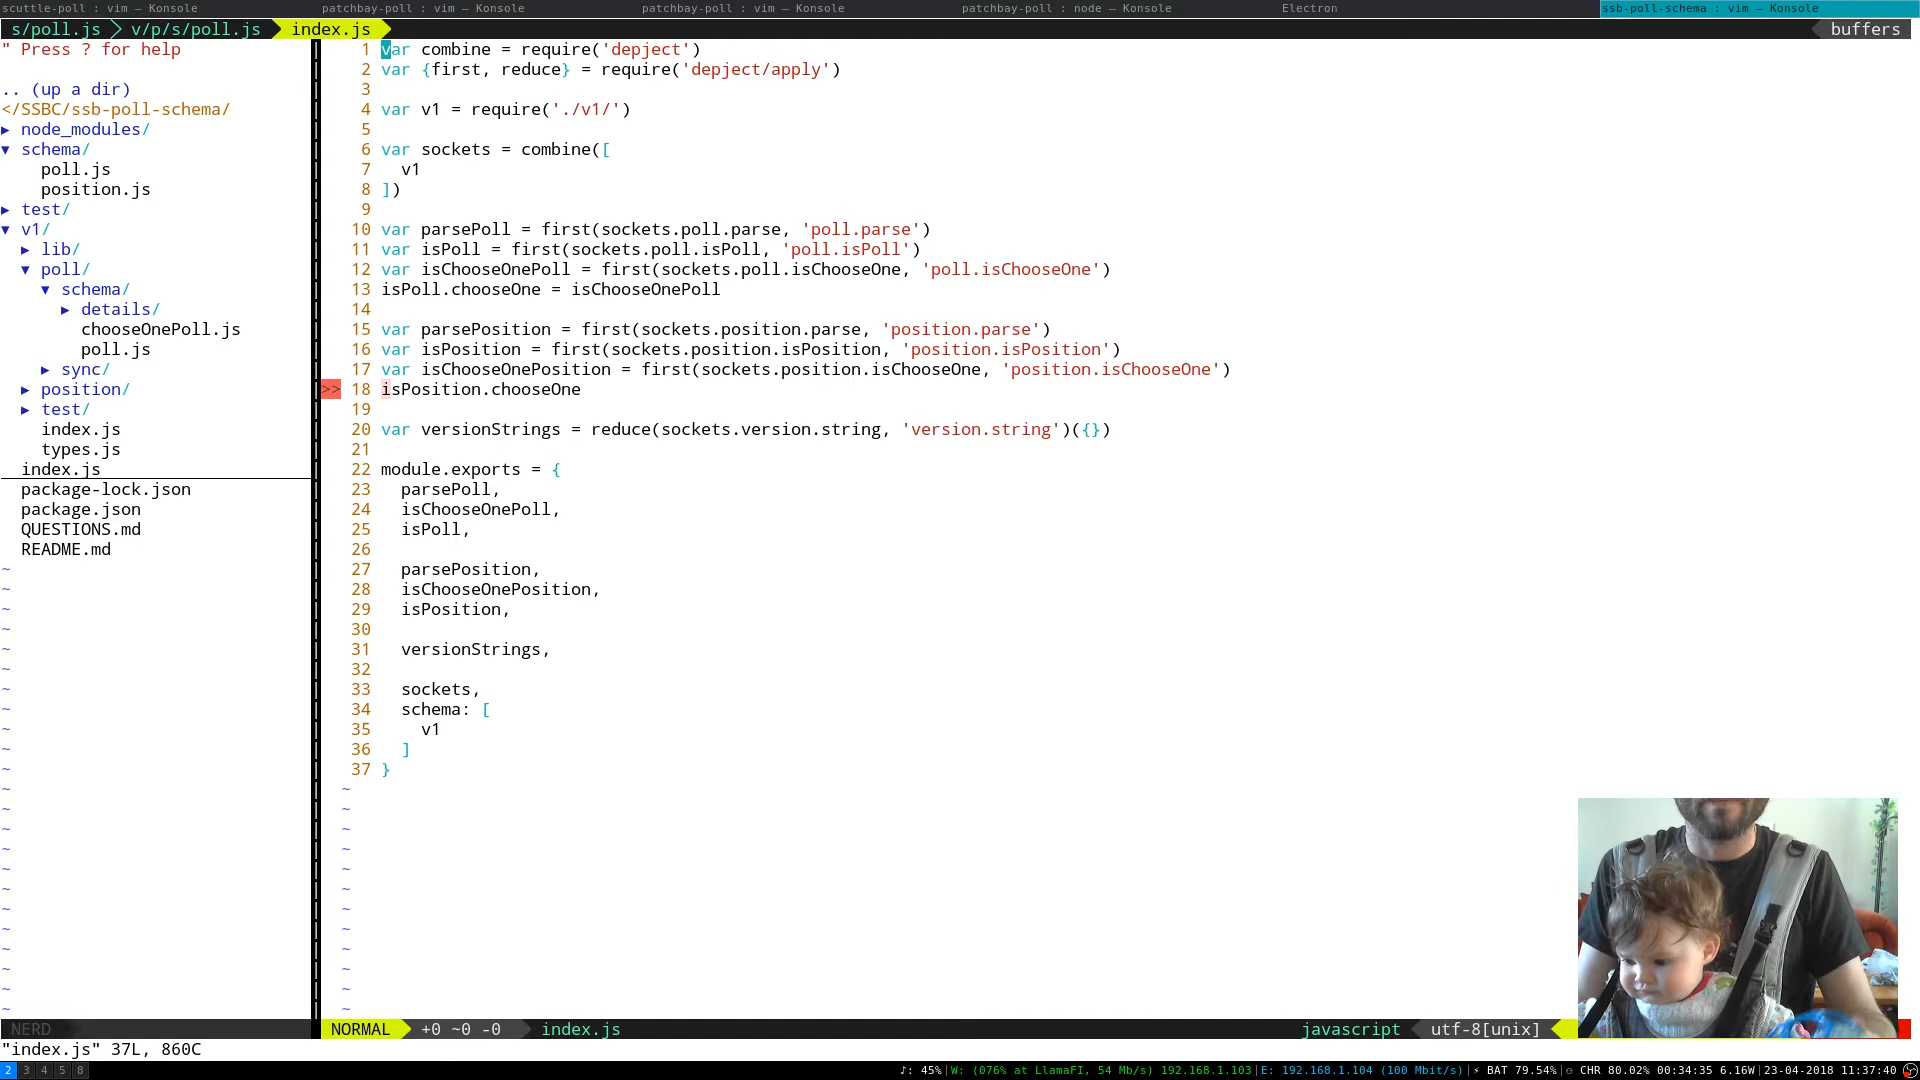 scuttle-poll : vim — Konsole
patchbay-poll : vim — Konsole
patchbay-poll : vim — Konsole
patchbay-poll : node — Konsole
Electron
ssb-poll-schema : vim — Konsole
s/poll.js
v/p/s/poll.js
index.js
buffers
" Press ? for help
.. (up a dir)
</SSBC/ssb-poll-schema/
▸ node_modules/
▾ schema/
poll.js
position.js
▸ test/
▾ v1/
▸ lib/
▾ poll/
▾ schema/
▸ details/
chooseOnePoll.js
poll.js
▸ sync/
▸ position/
▸ test/
index.js
types.js
index.js
package-lock.json
package.json
QUESTIONS.md
README.md
1 var combine = require('depject')
2 var {first, reduce} = require('depject/apply')
3
4 var v1 = require('./v1/')
5
6 var sockets = combine([
7 v1
8 ])
9
10 var parsePoll = first(sockets.poll.parse, 'poll.parse')
11 var isPoll = first(sockets.poll.isPoll, 'poll.isPoll')
12 var isChooseOnePoll = first(sockets.poll.isChooseOne, 'poll.isChooseOne')
13 isPoll.chooseOne = isChooseOnePoll
14
15 var parsePosition = first(sockets.position.parse, 'position.parse')
16 var isPosition = first(sockets.position.isPosition, 'position.isPosition')
17 var isChooseOnePosition = first(sockets.position.isChooseOne, 'position.isChooseOne')
>> 18 isPosition.chooseOne
19
20 var versionStrings = reduce(sockets.version.string, 'version.string')({})
21
22 module.exports = {
23 parsePoll,
24 isChooseOnePoll,
25 isPoll,
26
27 parsePosition,
28 isChooseOnePosition,
29 isPosition,
30
31 versionStrings,
32
33 sockets,
34 schema: [
35 v1
36 ]
37 }
NERD
NORMAL
+0 ~0 -0
index.js
javascript
utf-8[unix]
"index.js" 37L, 860C
2 3 4 5 8
♪: 45%|W: (076% at LlamaFI, 54 Mb/s) 192.168.1.103|E: 192.168.1.104 (100 Mbit/s)|⚡ BAT 79.54%|☺ CHR 80.02% 00:34:35 6.16W|23-04-2018 11:37:40